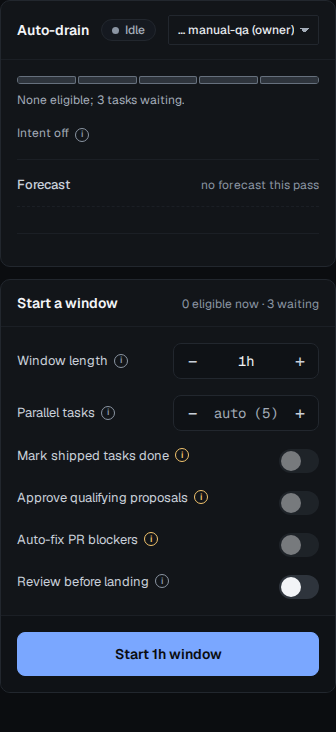 Auto-drain
Idle
... manual-qa (owner)
None eligible; 3 tasks waiting.
Intent off i
Forecast
no forecast this pass
Start a window
0 eligible now · 3 waiting
Window length i
− 1h +
Parallel tasks i
− auto (5) +
Mark shipped tasks done i
Approve qualifying proposals i
Auto-fix PR blockers i
Review before landing i
Start 1h window